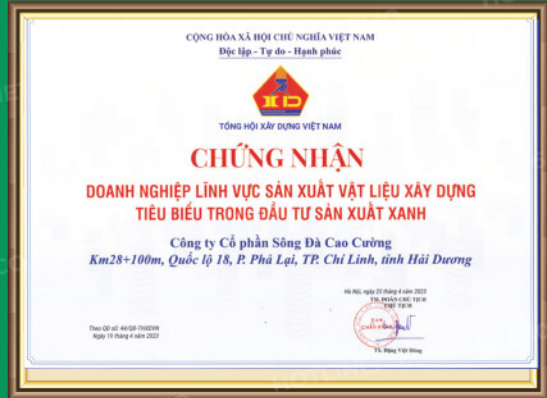 CỘNG HÒA XÃ HỘI CHỦ NGHĨA VIỆT NAM
Độc lập - Tự do - Hạnh phúc
XD
TỔNG HỘI XÂY DỰNG VIỆT NAM
CHỨNG NHẬN
DOANH NGHIỆP LĨNH VỰC SẢN XUẤT VẬT LIỆU XÂY DỰNG
TIÊU BIỂU TRONG ĐẦU TƯ SẢN XUẤT XANH
Công ty Cổ phần Sông Đà Cao Cường
Km28+100m, Quốc lộ 18, P. Phả Lại, TP. Chí Linh, tỉnh Hải Dương
Hà Nội, ngày 25 tháng 4 năm 2023
TM. ĐOÀN CHỦ TỊCH
CHỦ TỊCH
Theo QĐ số: 44/QĐ-THXDVN
Ngày 19 tháng 4 năm 2023
TS. Đặng Việt Dũng